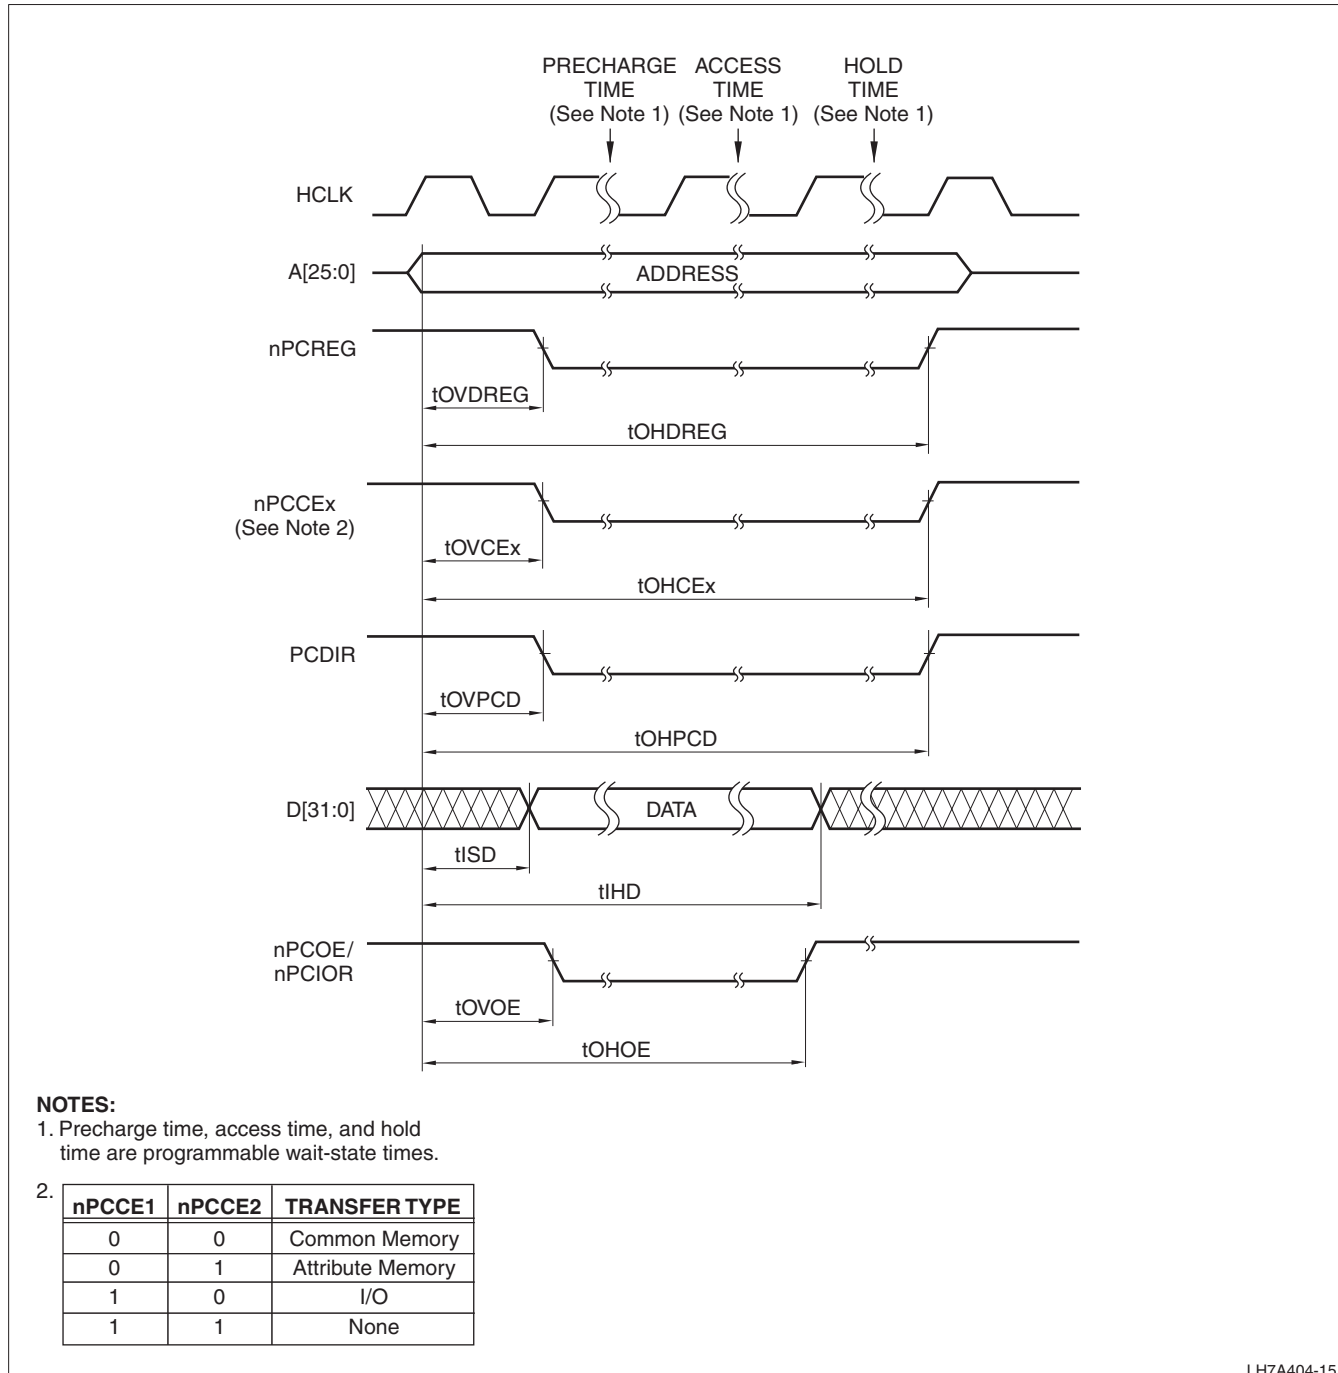 PRECHARGE TIME (See Note 1)
ACCESS TIME (See Note 1)
HOLD TIME (See Note 1)
HCLK
A[25:0]
ADDRESS
nPCREG
tOVDREG
tOHDREG
nPCCEx
(See Note 2)
tOVCEx
tOHCEx
PCDIR
tOVPCD
tOHPCD
D[31:0]
DATA
tISD
tIHD
nPCOE/
nPCIOR
tOVOE
tOHOE
NOTES:
1. Precharge time, access time, and hold
time are programmable wait-state times.
2.
nPCCE1 nPCCE2 TRANSFER TYPE
0 0 Common Memory
0 1 Attribute Memory
1 0 I/O
1 1 None
LH7A404-15